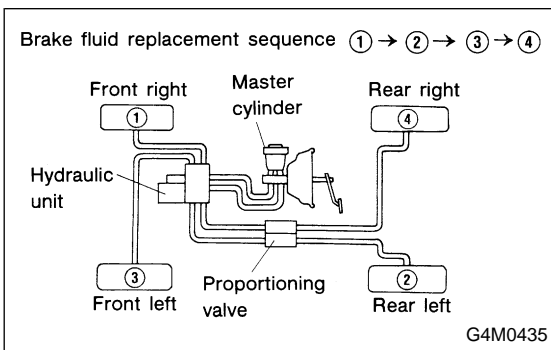 Brake fluid replacement sequence ① → ② → ③ → ④
Front right
①
Master
cylinder
Rear right
④
Hydraulic
unit
③
Front left
Proportioning
valve
②
Rear left
G4M0435